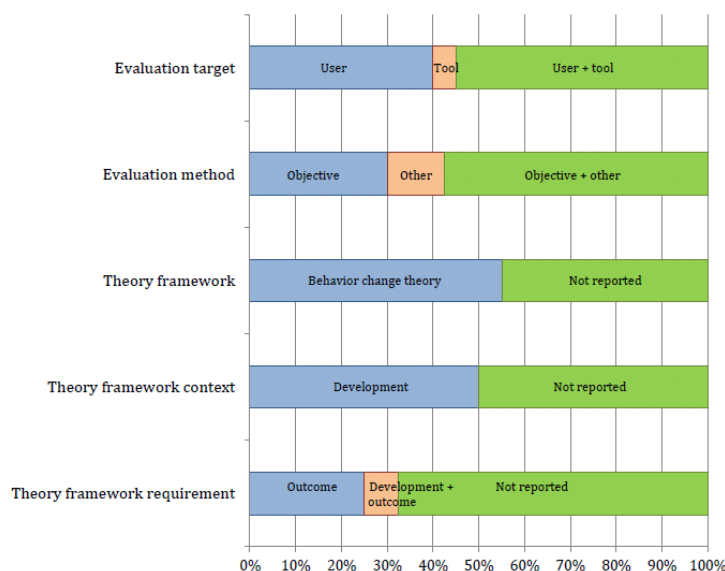 Evaluation target
User
Tool
User + tool
Evaluation method
Objective
Other
Objective + other
Theory framework
Behavior change theory
Not reported
Theory framework context
Development
Not reported
Theory framework requirement
Outcome
Development +
outcome
Not reported
0% 10% 20% 30% 40% 50% 60% 70% 80% 90% 100%